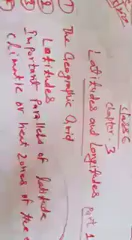 class 6
chapter. 3
Latitudes and Longitudes Part 1
① The Geographic Grid
② Latitudes
③ Important Parallels of latitude
climatic or heat Zones of the